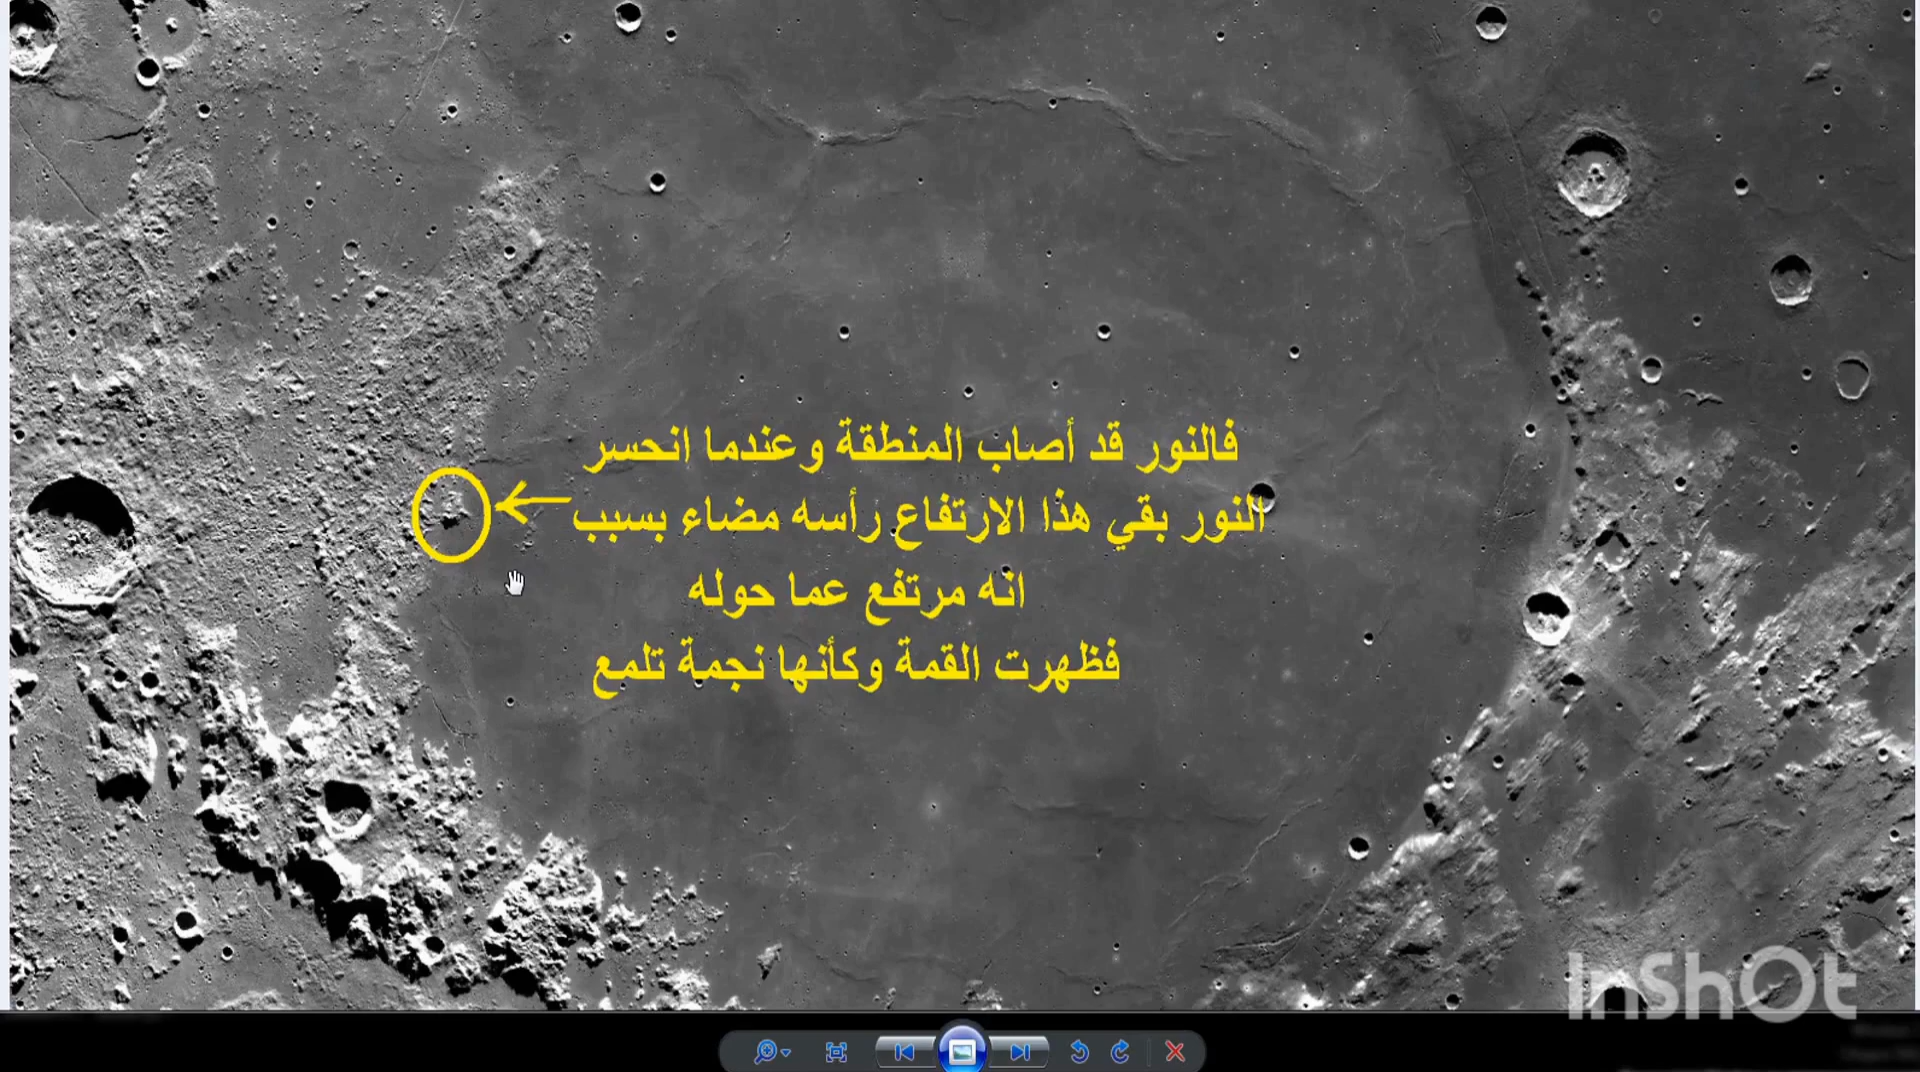 فالنور قد أصاب المنطقة وعندما انحسر
النور بقي هذا الارتفاع رأسه مضاء بسبب
انه مرتفع عما حوله
فظهرت القمة وكأنها نجمة تلمع
InShOt